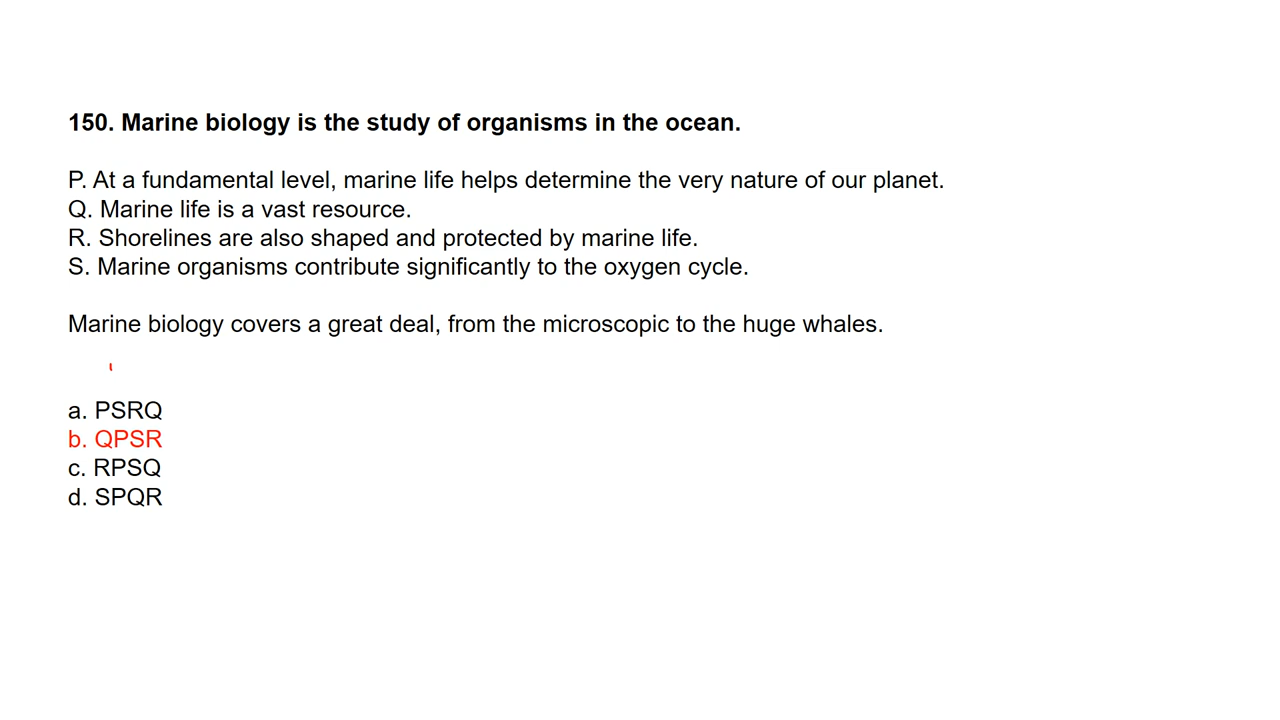 150. Marine biology is the study of organisms in the ocean.
P. At a fundamental level, marine life helps determine the very nature of our planet.
Q. Marine life is a vast resource.
R. Shorelines are also shaped and protected by marine life.
S. Marine organisms contribute significantly to the oxygen cycle.
Marine biology covers a great deal, from the microscopic to the huge whales.
a. PSRQ
b. QPSR
c. RPSQ
d. SPQR